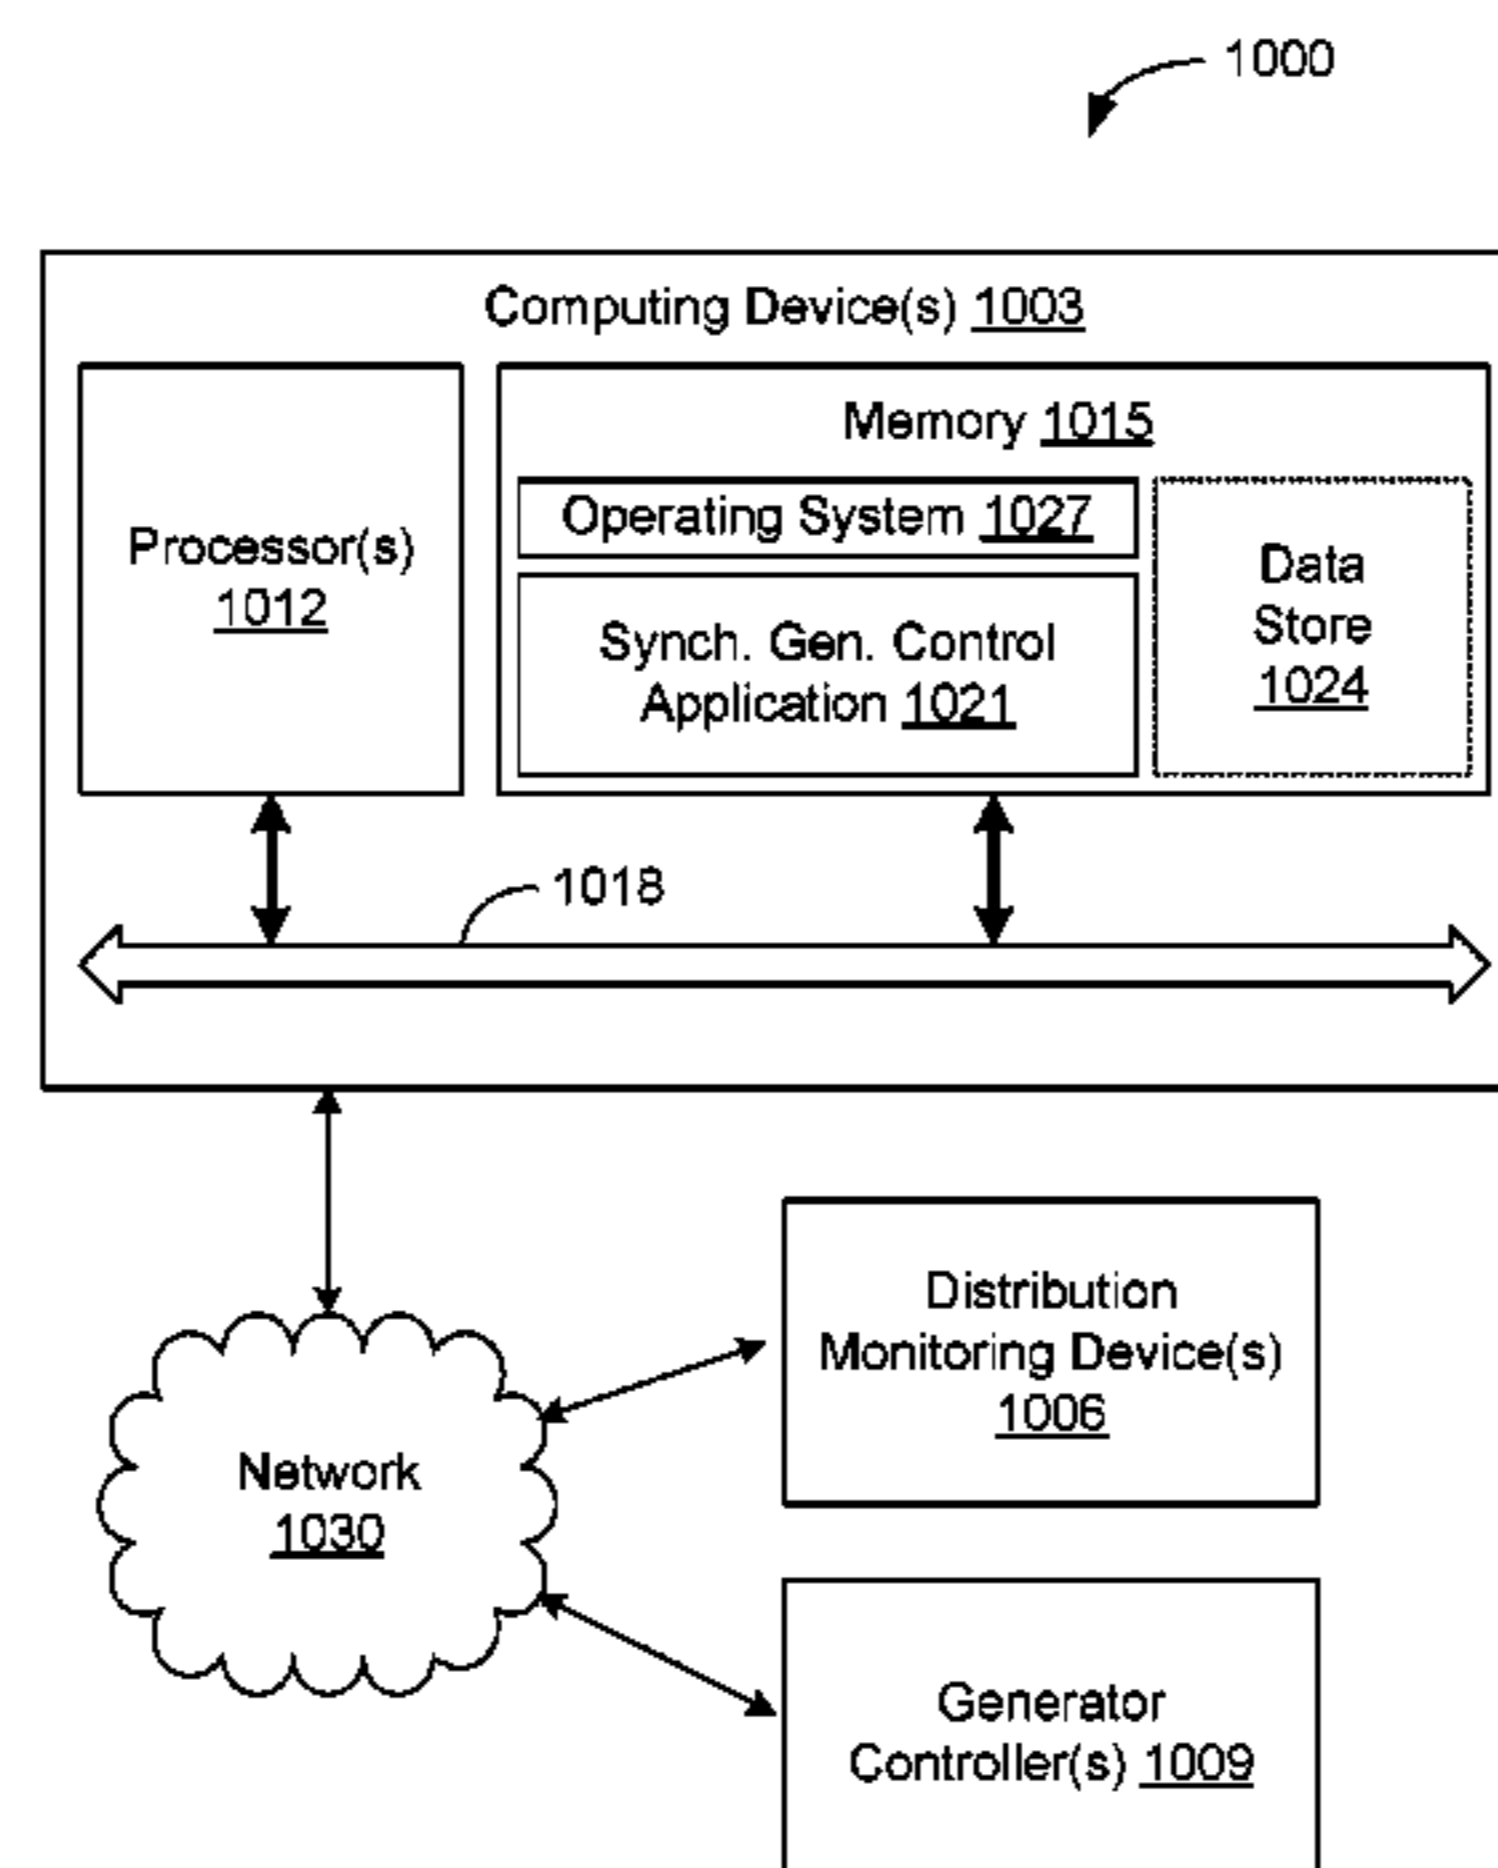 1000
Computing Device(s) 1003
Processor(s)
1012
Memory 1015
Operating System 1027
Synch. Gen. Control
Application 1021
Data
Store
1024
1018
Network
1030
Distribution
Monitoring Device(s)
1006
Generator
Controller(s) 1009